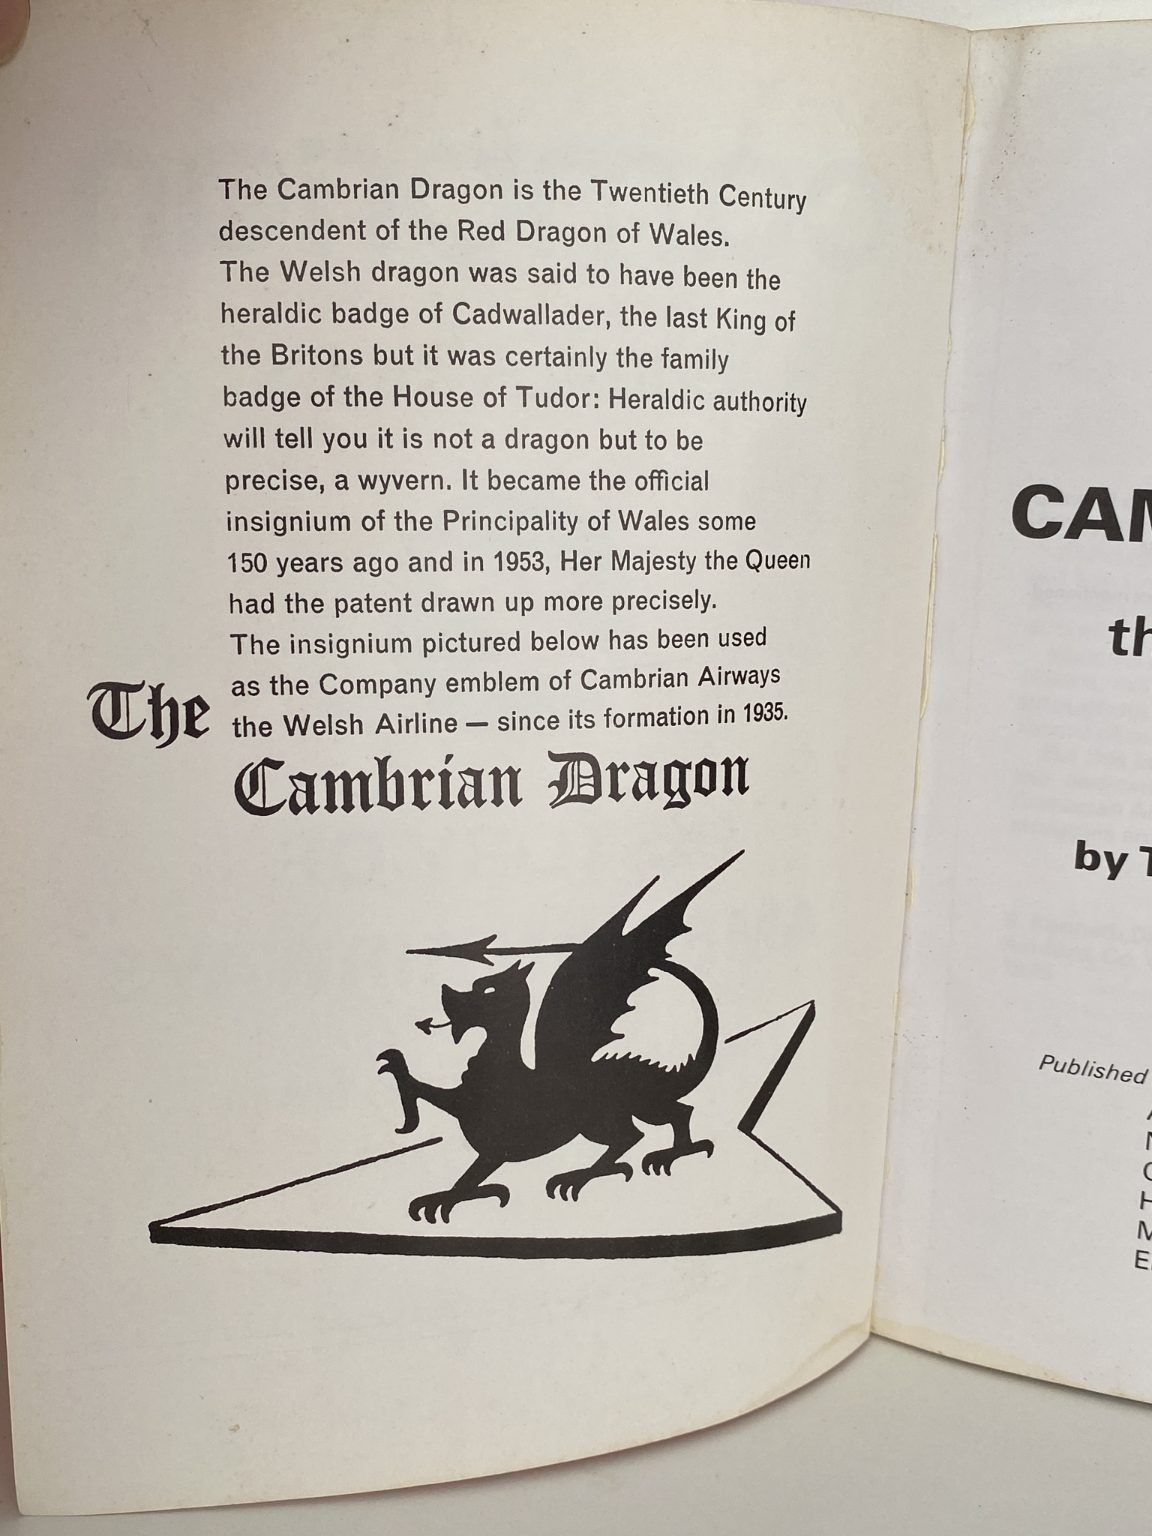 The Cambrian Dragon is the Twentieth Century
descendent of the Red Dragon of Wales.
The Welsh dragon was said to have been the
heraldic badge of Cadwallader, the last King of
the Britons but it was certainly the family
badge of the House of Tudor: Heraldic authority
will tell you it is not a dragon but to be
precise, a wyvern. It became the official
insignium of the Principality of Wales some
150 years ago and in 1953, Her Majesty the Queen
had the patent drawn up more precisely.
The insignium pictured below has been used
as the Company emblem of Cambrian Airways
the Welsh Airline — since its formation in 1935.
The
Cambrian Dragon
CAM
th
by T
Published